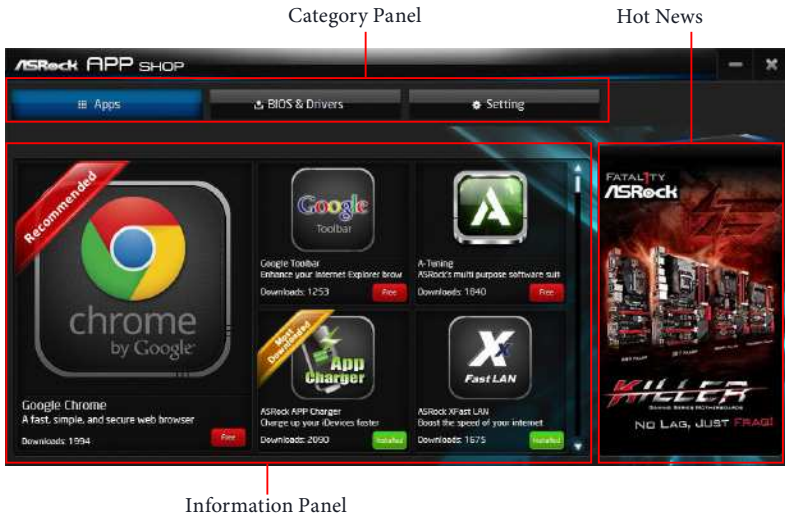 Category Panel
Hot News
ASRock APP SHOP
Apps
BIOS & Drivers
Setting
Recommended
chrome
by Google
Google Chrome
A fast, simple, and secure web browser
Downloads: 1994
Free
Google
Toolbar
Google Toolbar
Enhance your Internet Explorer brow
Downloads: 1253
Free
A
A-Tuning
ASRock's multi purpose software suit
Downloads: 1840
Free
Most
Downloaded
App
Charger
ASRock APP Charger
Charge up your iDevices faster
Downloads: 2090
Installed
X
Fast LAN
ASRock XFast LAN
Boost the speed of your internet
Downloads: 1675
Installed
FATAL1TY
ASRock
KILLER
GAMING SERIES MOTHERBOARDS
NO LAG, JUST FRAG!
Information Panel